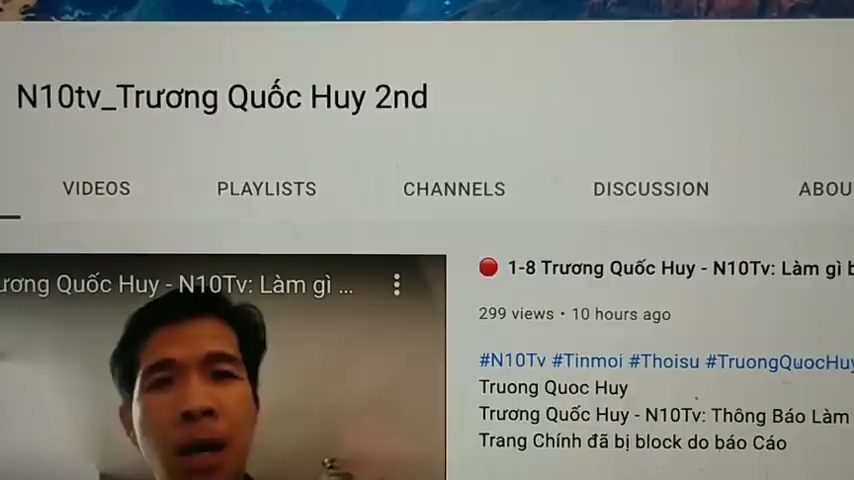 N10tv_Trương Quốc Huy 2nd
VIDEOS PLAYLISTS CHANNELS DISCUSSION ABOU
ương Quốc Huy - N10Tv: Làm gì ...
1-8 Trương Quốc Huy - N10Tv: Làm gì b
299 views • 10 hours ago
#N10Tv #Tinmoi #Thoisu #TruongQuocHuy
Truong Quoc Huy
Trương Quốc Huy - N10Tv: Thông Báo Làm
Trang Chính đã bị block do báo Cáo